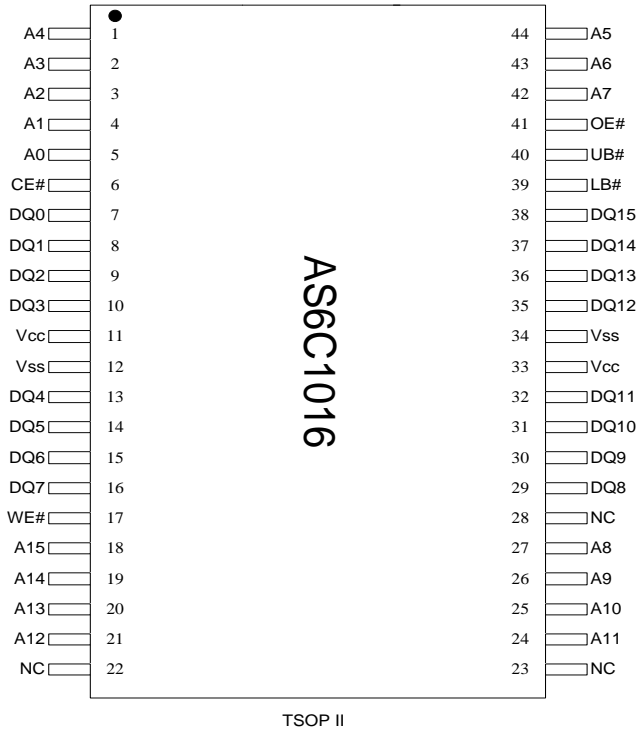 A4 1 44 A5
A3 2 43 A6
A2 3 42 A7
A1 4 41 OE#
A0 5 40 UB#
CE# 6 39 LB#
DQ0 7 38 DQ15
DQ1 8 37 DQ14
DQ2 9 36 DQ13
DQ3 10 35 DQ12
Vcc 11 34 Vss
Vss 12 33 Vcc
DQ4 13 32 DQ11
DQ5 14 31 DQ10
DQ6 15 30 DQ9
DQ7 16 29 DQ8
WE# 17 28 NC
A15 18 27 A8
A14 19 26 A9
A13 20 25 A10
A12 21 24 A11
NC 22 23 NC
AS6C1016
TSOP II